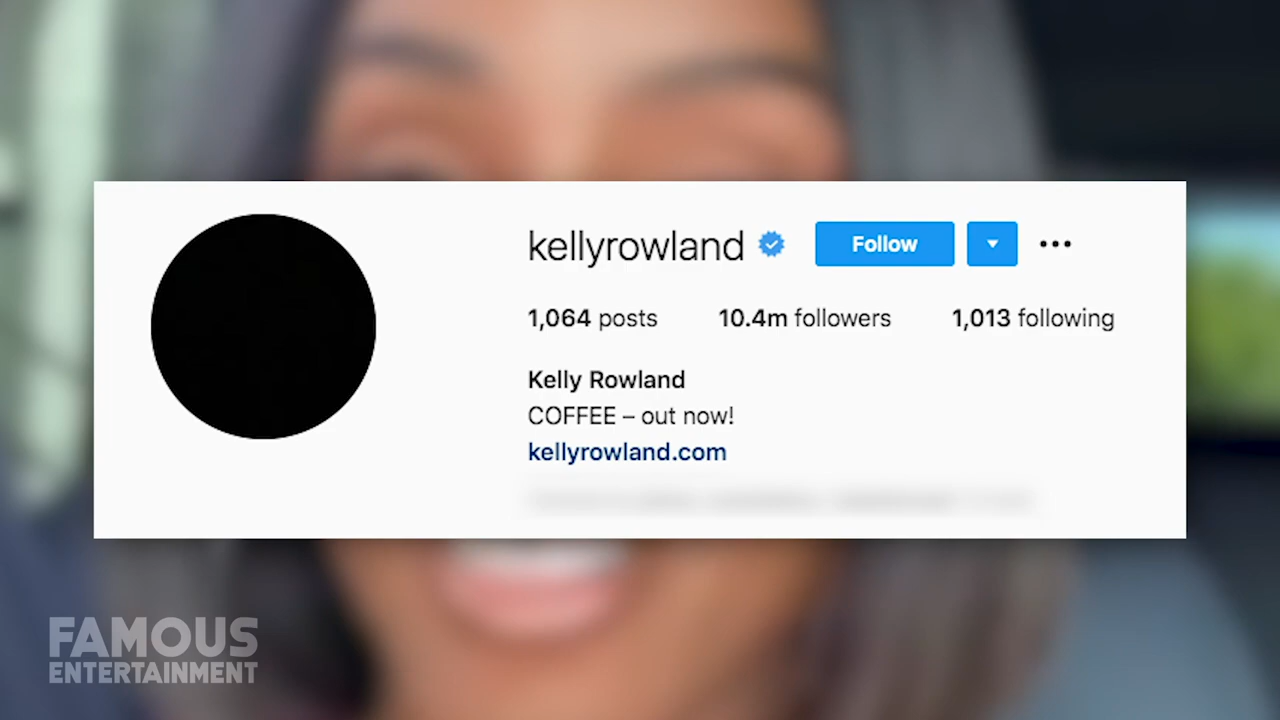 kellyrowland
Follow
1,064 posts 10.4m followers 1,013 following
Kelly Rowland
COFFEE – out now!
kellyrowland.com
FAMOUS
ENTERTAINMENT